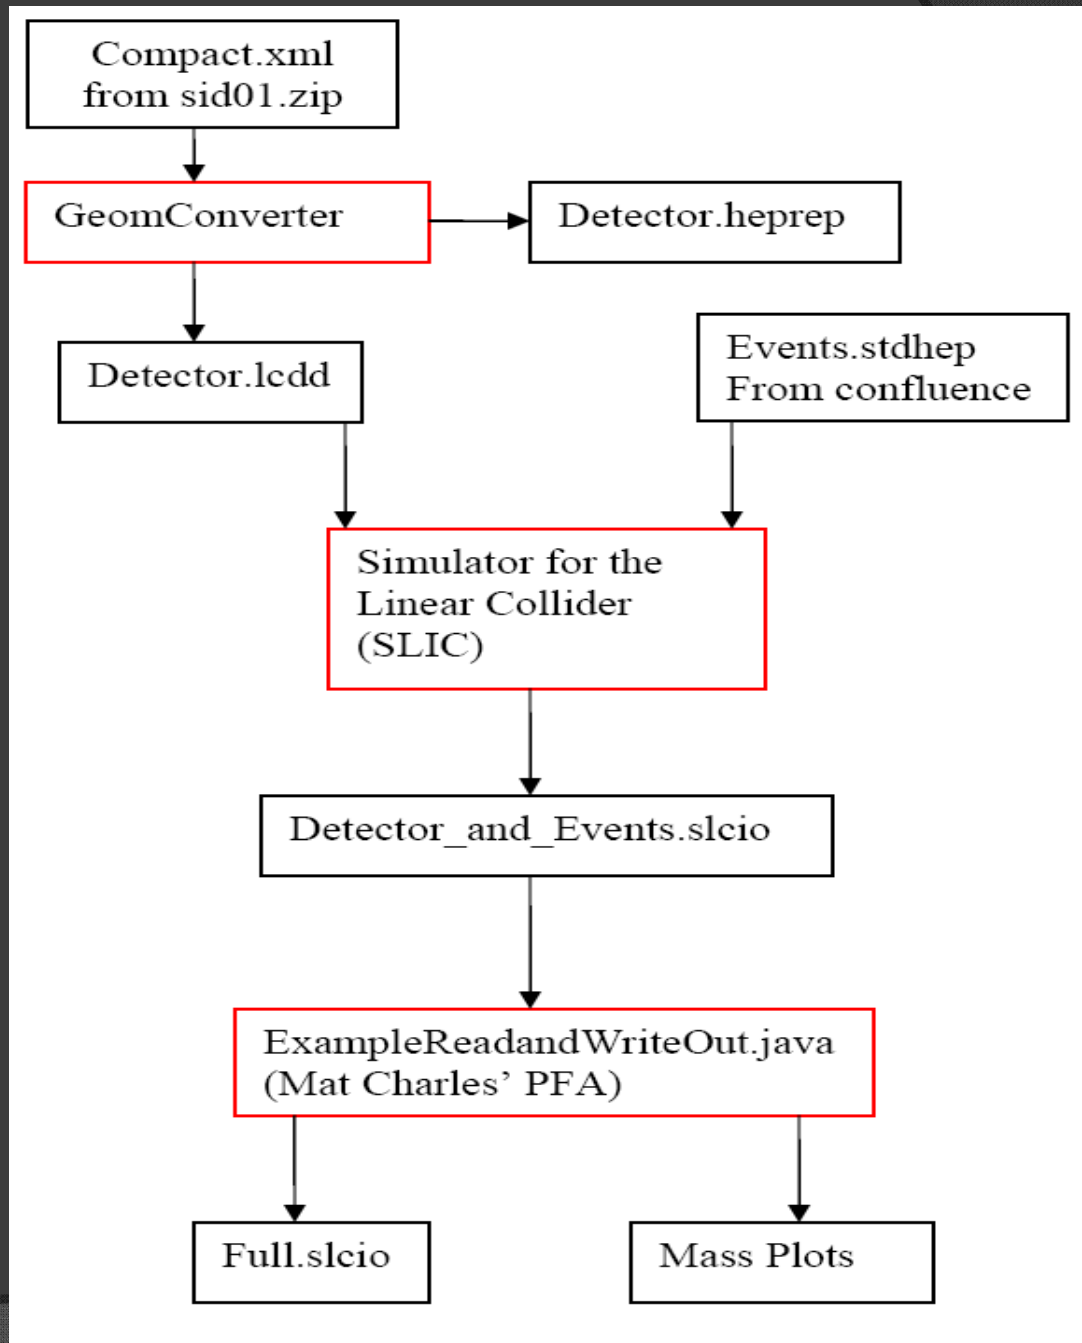 Compact.xml
from sid01.zip
GeomConverter
Detector.heprep
Detector.lcdd
Events.stdhep
From confluence
Simulator for the
Linear Collider
(SLIC)
Detector_and_Events.slcio
ExampleReadandWriteOut.java
(Mat Charles’ PFA)
Full.slcio
Mass Plots